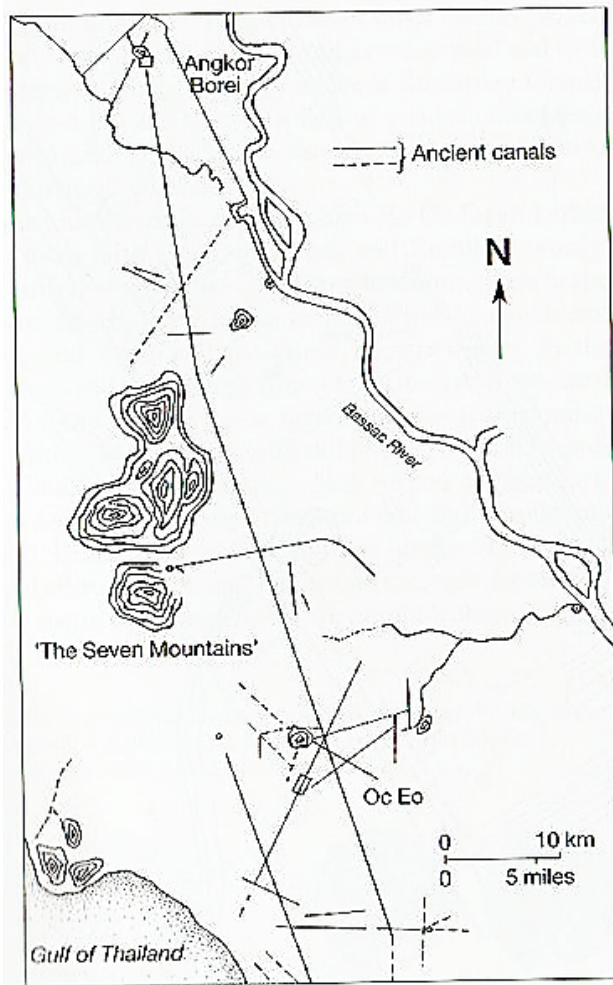 Angkor
Borei
Ancient canals
N
Bassac River
'The Seven Mountains'
Oc Eo
0 10 km
0 5 miles
Gulf of Thailand